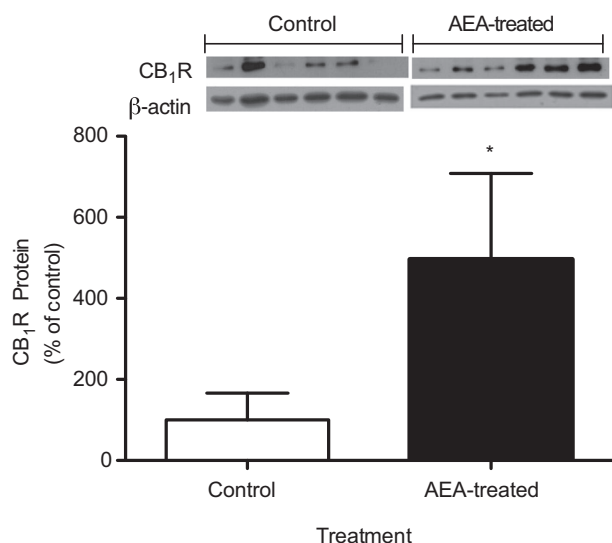 Control AEA-treated
CB₁R
β-actin
*
800
600
400
200
0
CB₁R Protein
(% of control)
Control AEA-treated
Treatment